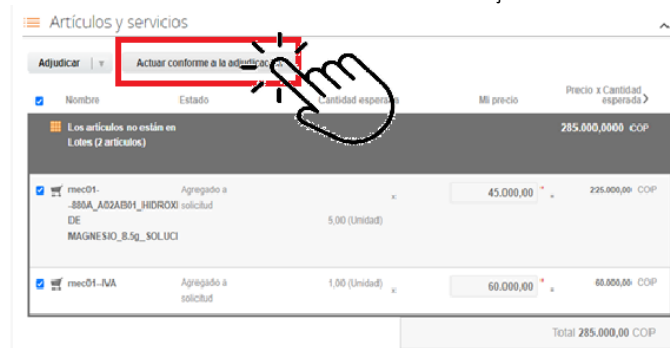 Artículos y servicios
Adjudicar
Actuar conforme a la adjudicac
Nombre Estado Cantidad esperada Mi precio Precio x Cantidad
esperada
Los artículos no están en
Lotes (2 artículos)
285.000,0000 COP
mec01-
-880A_A02AB01_HIDROXI
DE
MAGNESIO_8.5g_SOLUCI
Agregado a
solicitud
5,00 (Unidad)
45.000,00 *
225.000,00 COP
mec01--IVA
Agregado a
solicitud
1,00 (Unidad)
60.000,00 *
60.000,00 COP
Total 285.000,00 COP